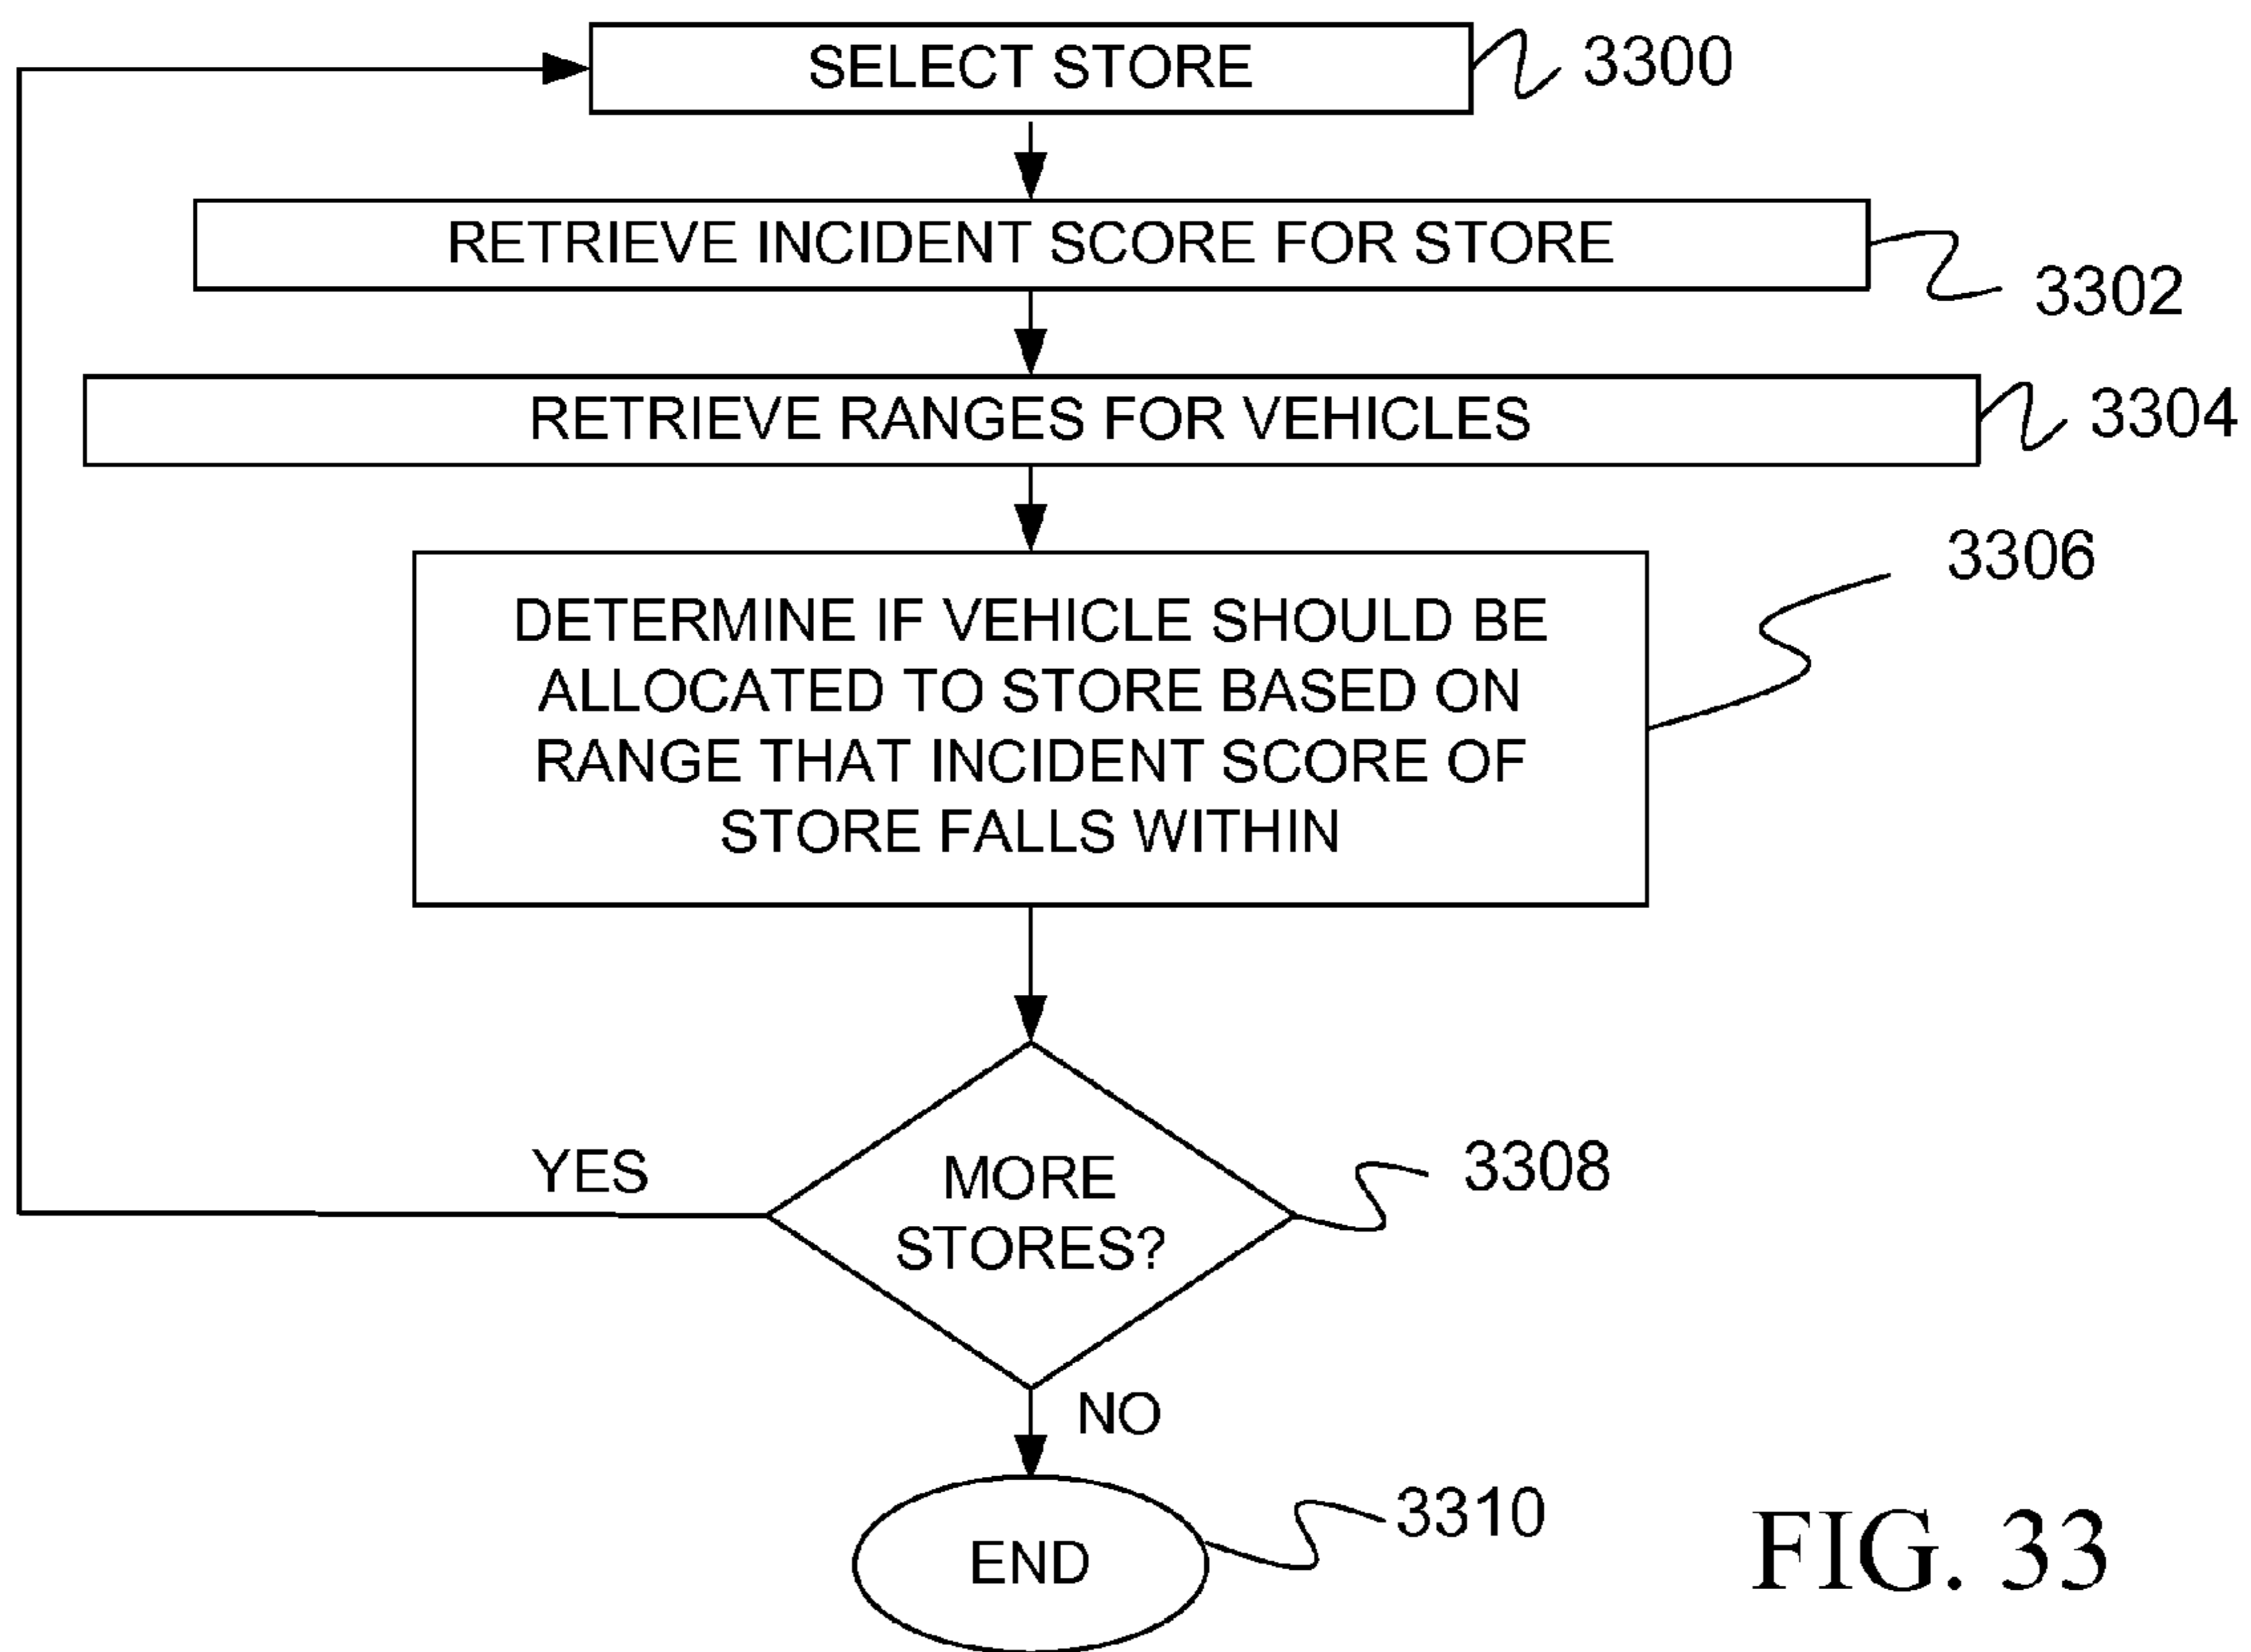 SELECT STORE
3300
RETRIEVE INCIDENT SCORE FOR STORE
3302
RETRIEVE RANGES FOR VEHICLES
3304
3306
DETERMINE IF VEHICLE SHOULD BE
ALLOCATED TO STORE BASED ON
RANGE THAT INCIDENT SCORE OF
STORE FALLS WITHIN
YES
MORE
STORES?
3308
NO
END
3310
FIG. 33